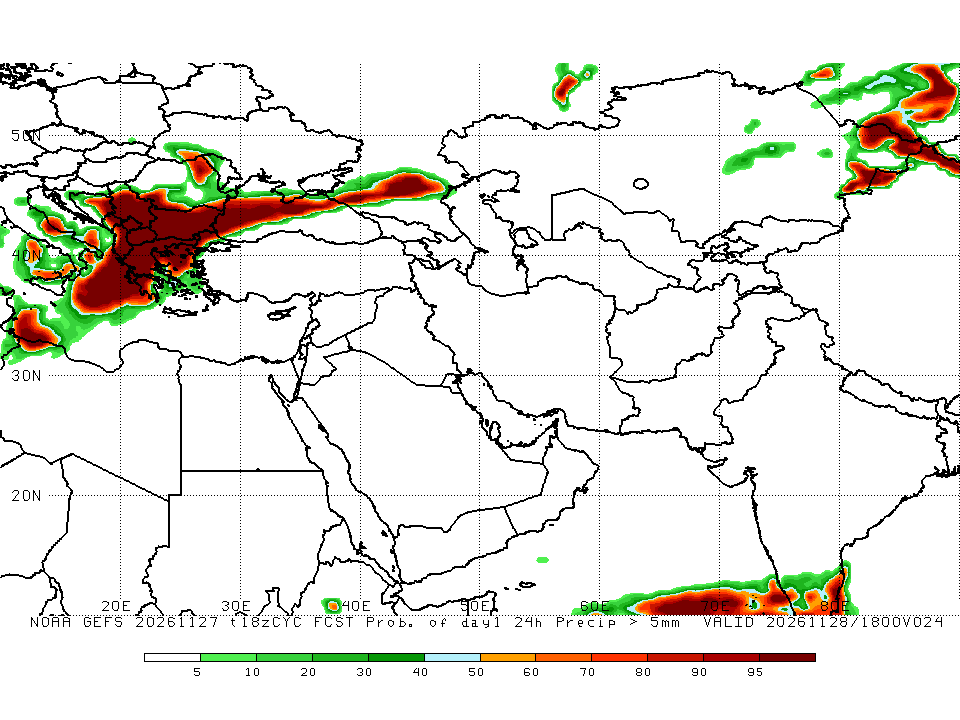 50N
40N
30N
20N
20E 30E 40E 50E 60E 70E 80E
NOAA GEFS 20261127 t18zCYC FCST Prob. of day1 24h Precip > 5mm VALID 20261128/1800V024
5 10 20 30 40 50 60 70 80 90 95